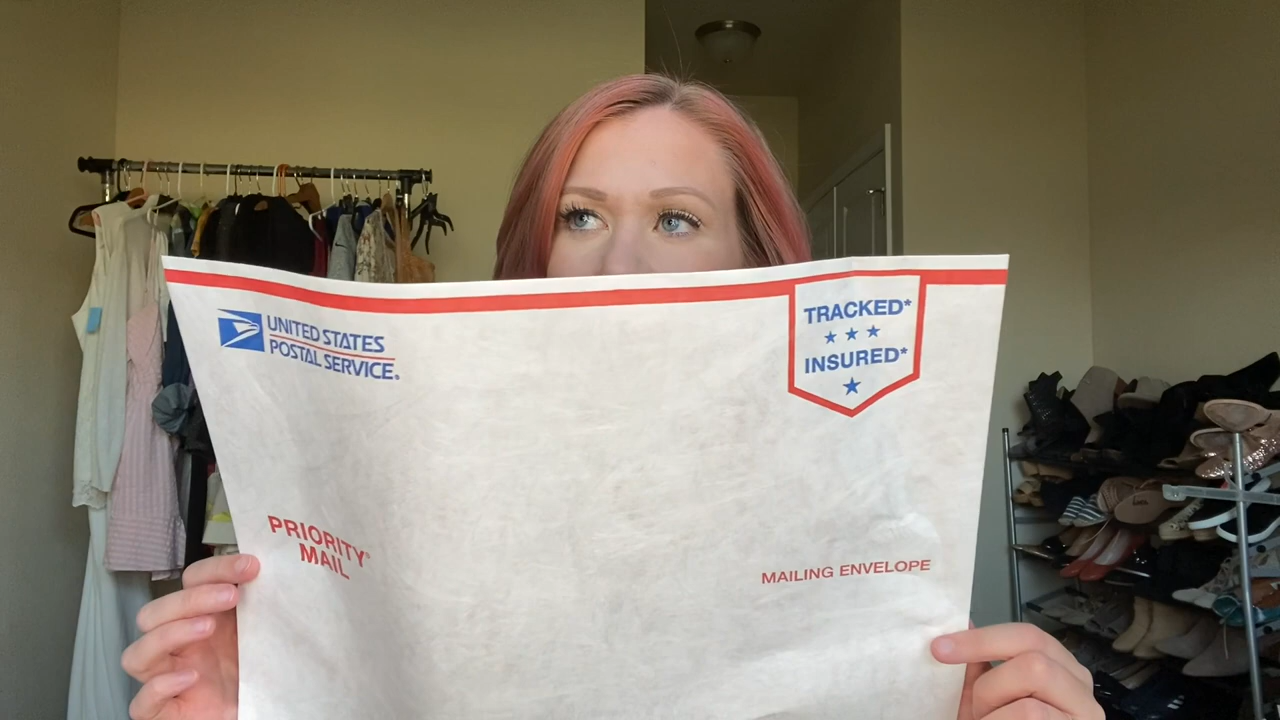 UNITED STATES
POSTAL SERVICE®
TRACKED*
INSURED*
PRIORITY®
MAIL
MAILING ENVELOPE